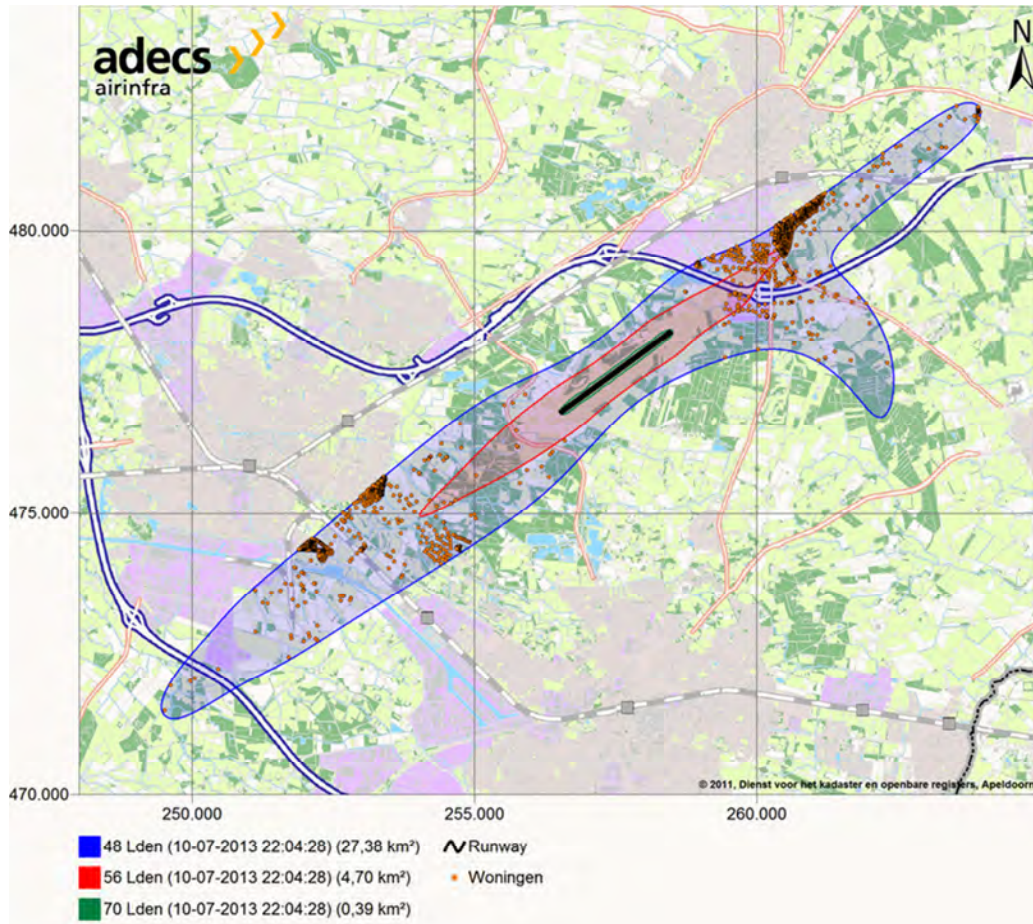 adecs
airinfra
N
480.000
475.000
470.000
© 2011, Dienst voor het kadaster en openbare registers, Apeldoorn
250.000
255.000
260.000
48 Lden (10-07-2013 22:04:28) (27,38 km²)
Runway
56 Lden (10-07-2013 22:04:28) (4,70 km²)
Woningen
70 Lden (10-07-2013 22:04:28) (0,39 km²)